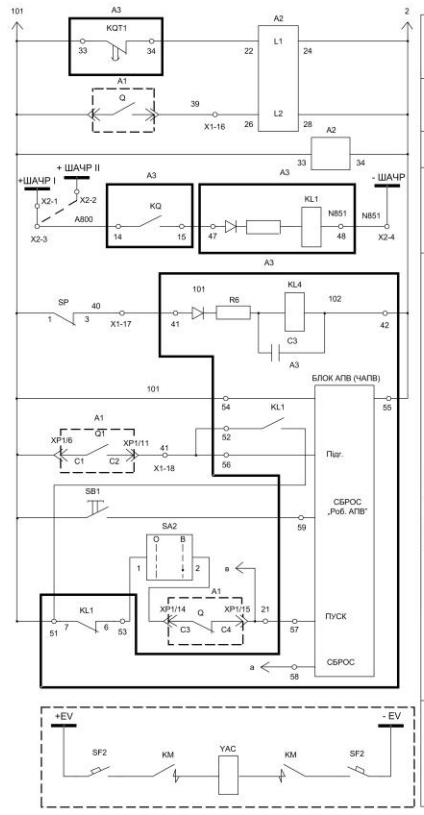 101 2
A3
KQT1
A2
33 34 22 L1 24
A1
Q 39
L2
X1-16 26 28
A2
33 34
+ ШАЧР II
+ШАЧР I
A3
A3
- ШАЧР
X2-1
X2-2
A800 KQ KL1 N851 N851
X2-3 14 15 47 48 X2-4
A3
SP 40 101 R6 KL4 102
1 3 X1-17 41 42
C3
A3
БЛОК АПВ (ЧАПВ)
101 54 55
KL1
A1
XP1/6 Q1 XP1/11 41 52
C1 C2 X1-18 56 Підг.
SB1
59 СБРОС
„Роб. АПВ"
SA2
O B
1 2
в
A1
KL1 XP1/14 Q XP1/15 21 ПУСК
51 7 6 53 C3 C4 57
a СБРОС
58
+EV - EV
SF2 KM YAC KM SF2